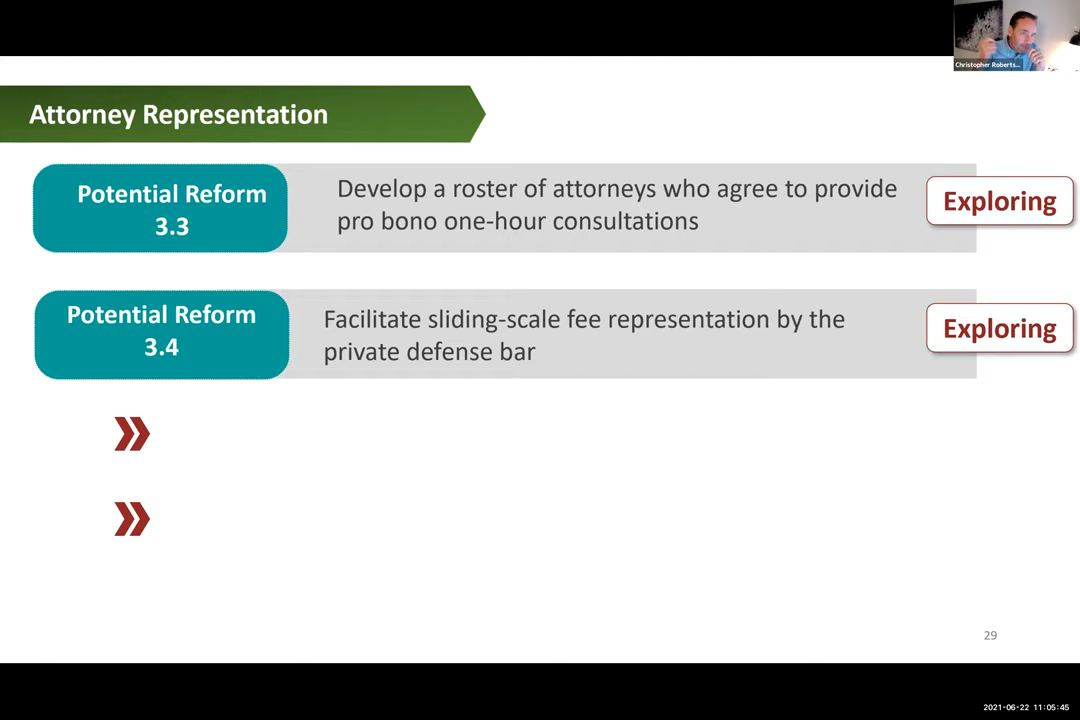 Christopher Roberts...
Attorney Representation
Potential Reform
3.3
Develop a roster of attorneys who agree to provide
pro bono one-hour consultations
Exploring
Potential Reform
3.4
Facilitate sliding-scale fee representation by the
private defense bar
Exploring
29
2021-06-22 11:05:45